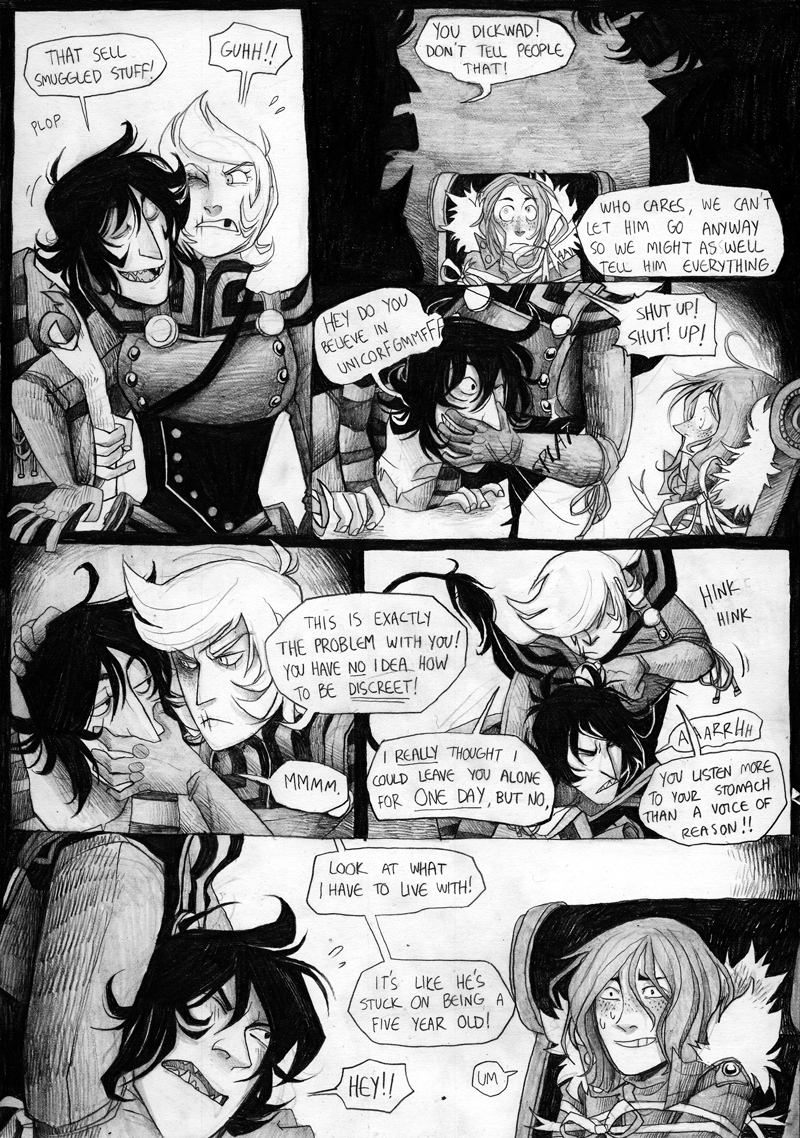 THAT SELL
SMUGGLED STUFF!
GUHH!!
PLOP
YOU DICKWAD!
DON'T TELL PEOPLE
THAT!
WHO CARES, WE CAN'T
LET HIM GO ANYWAY
SO WE MIGHT AS WELL
TELL HIM EVERYTHING.
HEY DO YOU
BELIEVE IN
UNICORFGMMFFF
SHUT UP!
SHUT! UP!
SPLAT
THIS IS EXACTLY
THE PROBLEM WITH YOU!
YOU HAVE NO IDEA HOW
TO BE DISCREET!
MMMM.
HINK
HINK
I REALLY THOUGHT I
COULD LEAVE YOU ALONE
FOR ONE DAY, BUT NO,
AAAARRHH
YOU LISTEN MORE
TO YOUR STOMACH
THAN A VOICE OF
REASON!!
LOOK AT WHAT
I HAVE TO LIVE WITH!
IT'S LIKE HE'S
STUCK ON BEING A
FIVE YEAR OLD!
HEY!!
UM